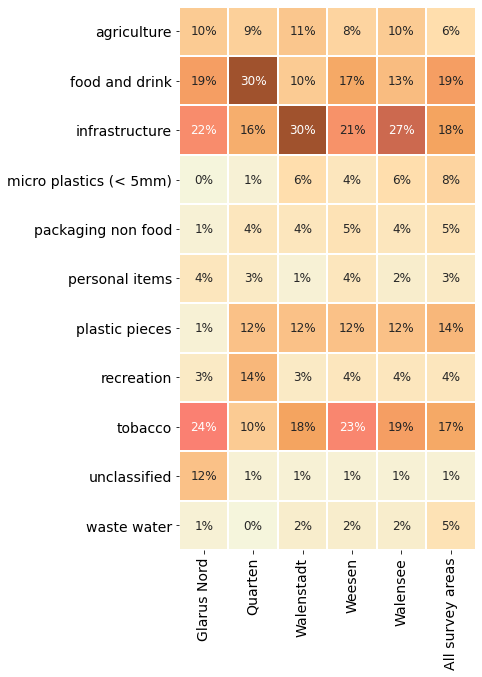 agriculture 10% 9% 11% 8% 10% 6%
food and drink 19% 30% 10% 17% 13% 19%
infrastructure 22% 16% 30% 21% 27% 18%
micro plastics (< 5mm) 0% 1% 6% 4% 6% 8%
packaging non food 1% 4% 4% 5% 4% 5%
personal items 4% 3% 1% 4% 2% 3%
plastic pieces 1% 12% 12% 12% 12% 14%
recreation 3% 14% 3% 4% 4% 4%
tobacco 24% 10% 18% 23% 19% 17%
unclassified 12% 1% 1% 1% 1% 1%
waste water 1% 0% 2% 2% 2% 5%
Glarus Nord
Quarten
Walenstadt
Weesen
Walensee
All survey areas